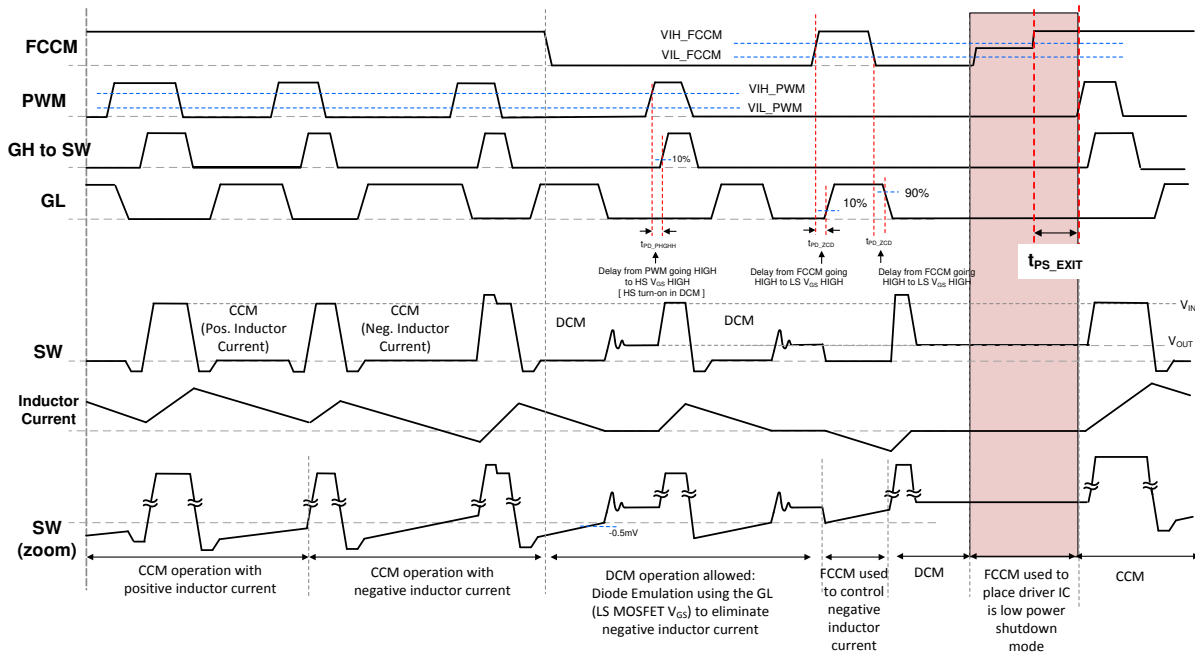 FCCM
VIH_FCCM
VIL_FCCM
PWM
VIH_PWM
VIL_PWM
GH to SW
10%
GL
10%
90%
tPD_PHGHH
tPD_ZCD
tPD_ZCD
tPS_EXIT
Delay from PWM going HIGH
to HS VGS HIGH
[ HS turn-on in DCM ]
Delay from FCCM going
HIGH to LS VGS HIGH
Delay from FCCM going
HIGH to LS VGS HIGH
SW
CCM
(Pos. Inductor
Current)
CCM
(Neg. Inductor
Current)
DCM
DCM
VIN
VOUT
Inductor
Current
SW
(zoom)
-0.5mV
CCM operation with
positive inductor current
CCM operation with
negative inductor current
DCM operation allowed:
Diode Emulation using the GL
(LS MOSFET VGS) to eliminate
negative inductor current
FCCM used
to control
negative
inductor
current
DCM
FCCM used to
place driver IC
is low power
shutdown
mode
CCM